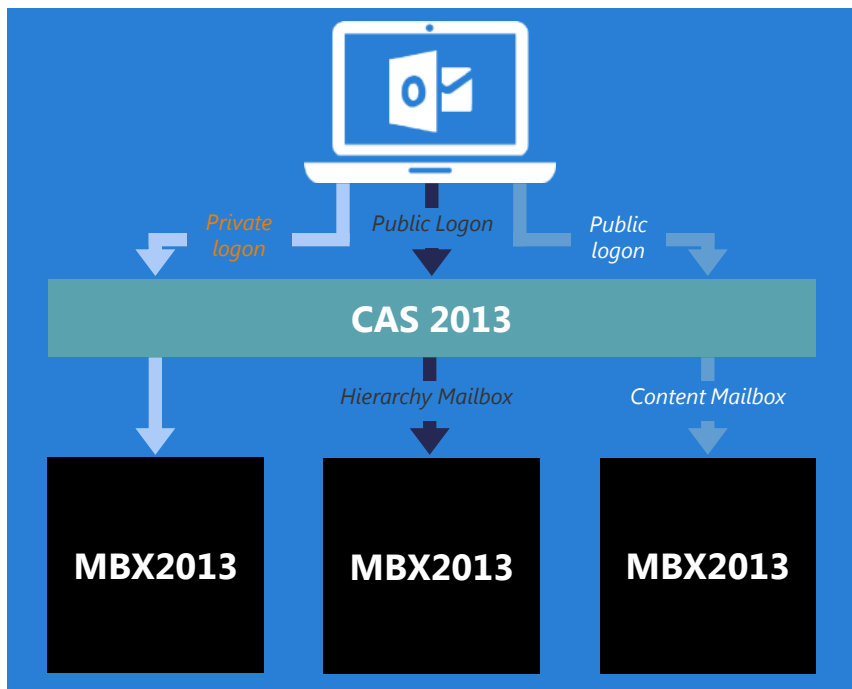 Private
logon
Public Logon
Public
logon
CAS 2013
Hierarchy Mailbox
Content Mailbox
MBX2013
MBX2013
MBX2013